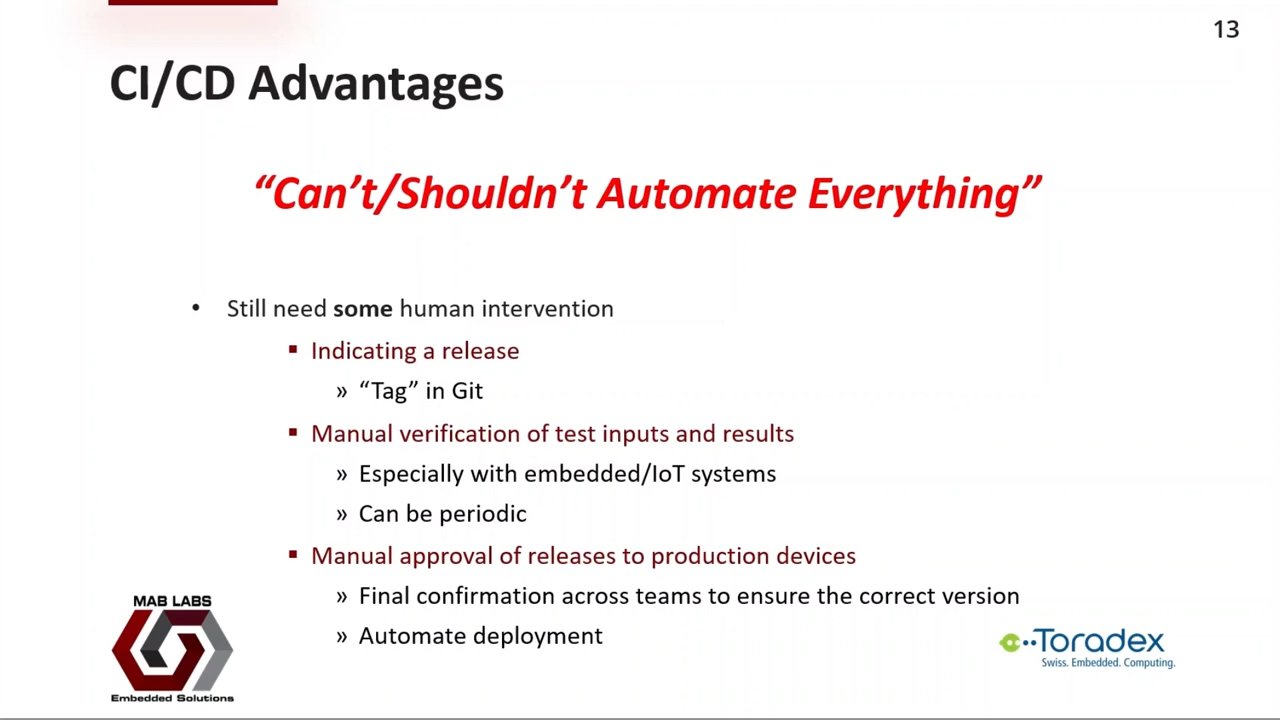 13
CI/CD Advantages
“Can’t/Shouldn’t Automate Everything”
• Still need some human intervention
▪ Indicating a release
» “Tag” in Git
▪ Manual verification of test inputs and results
» Especially with embedded/IoT systems
» Can be periodic
▪ Manual approval of releases to production devices
» Final confirmation across teams to ensure the correct version
» Automate deployment
MAB LABS
Embedded Solutions
Toradex
Swiss. Embedded. Computing.